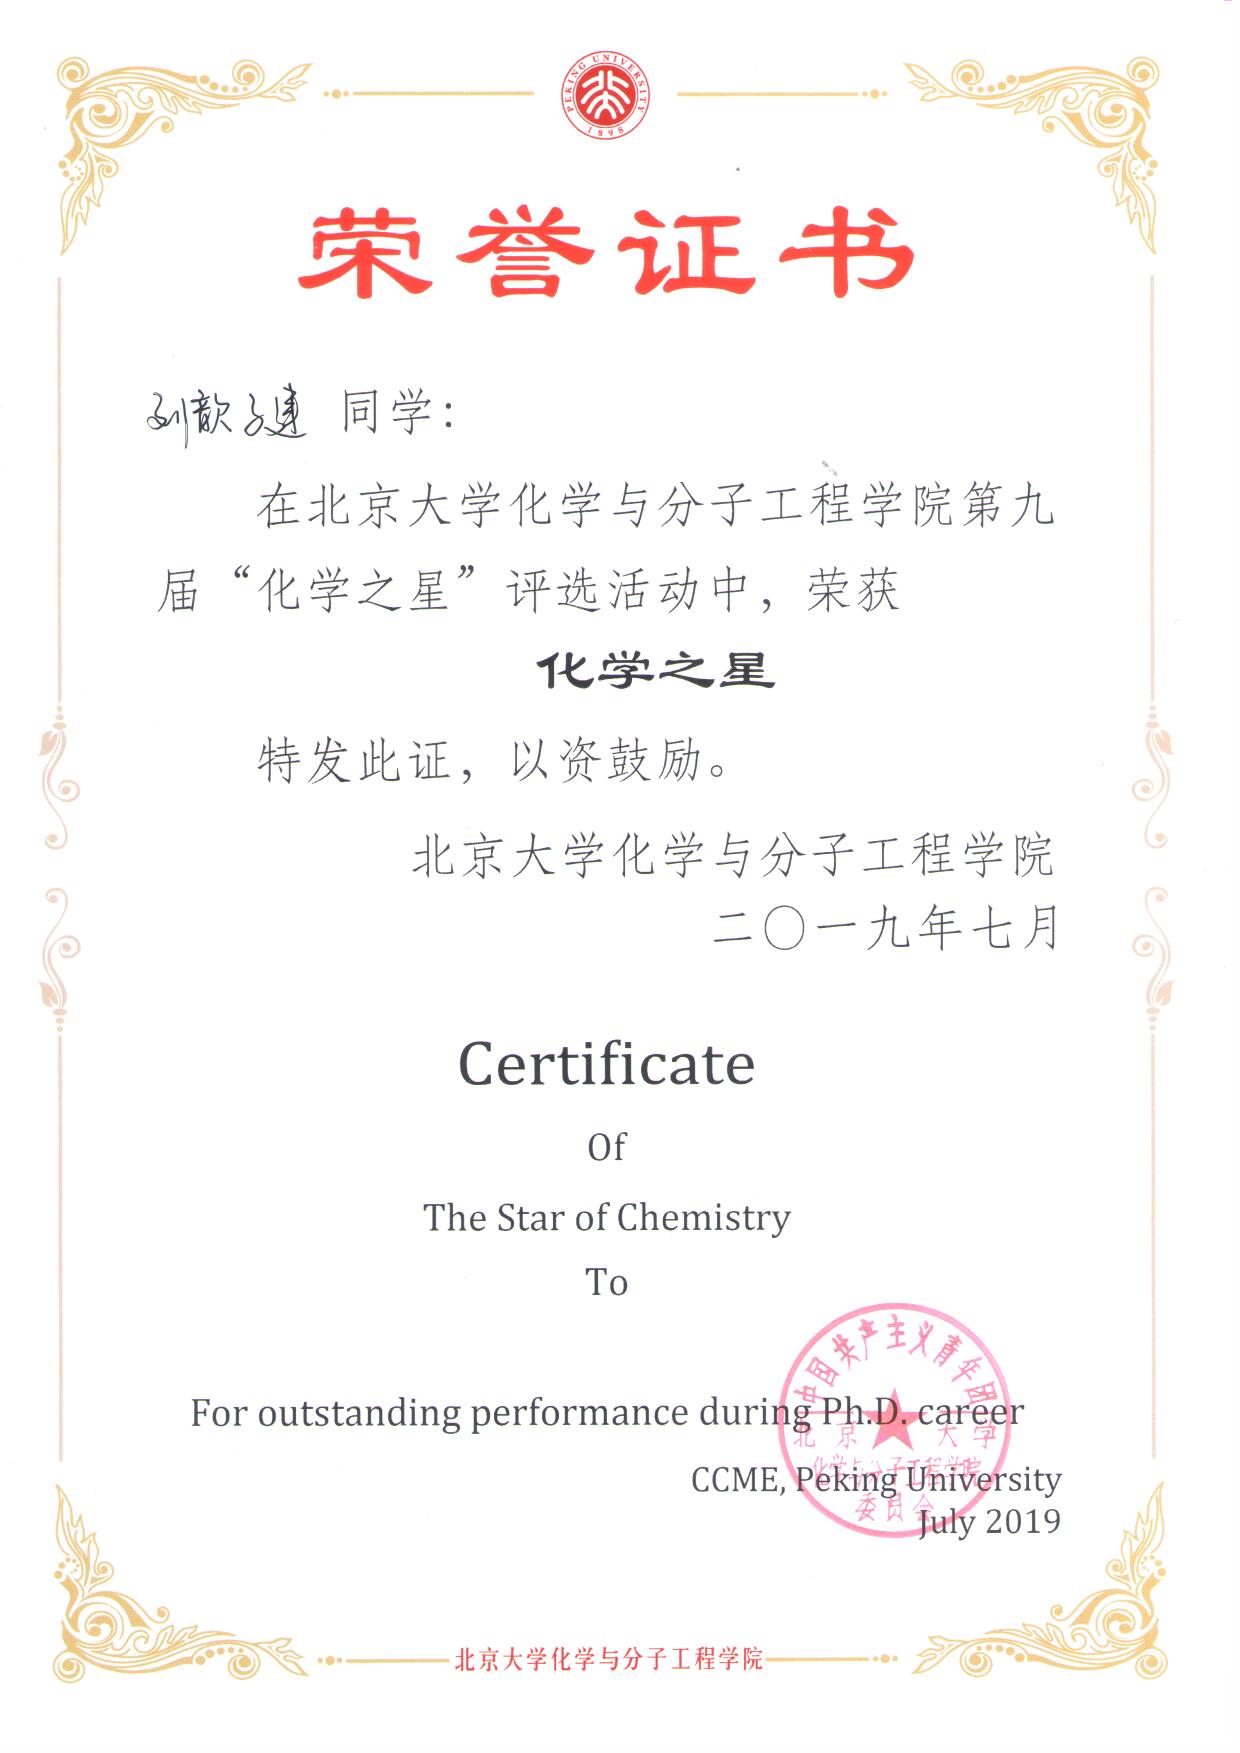 PEKING UNIVERSITY
1898
荣誉证书
刘歆子建 同学：
在北京大学化学与分子工程学院第九
届“化学之星”评选活动中，荣获
化学之星
特发此证，以资鼓励。
北京大学化学与分子工程学院
二〇一九年七月
Certificate
Of
The Star of Chemistry
To
For outstanding performance during Ph.D. career
CCME, Peking University
July 2019
中国共产主义青年团
北京大学
化学与分子工程学院
委员会
北京大学化学与分子工程学院